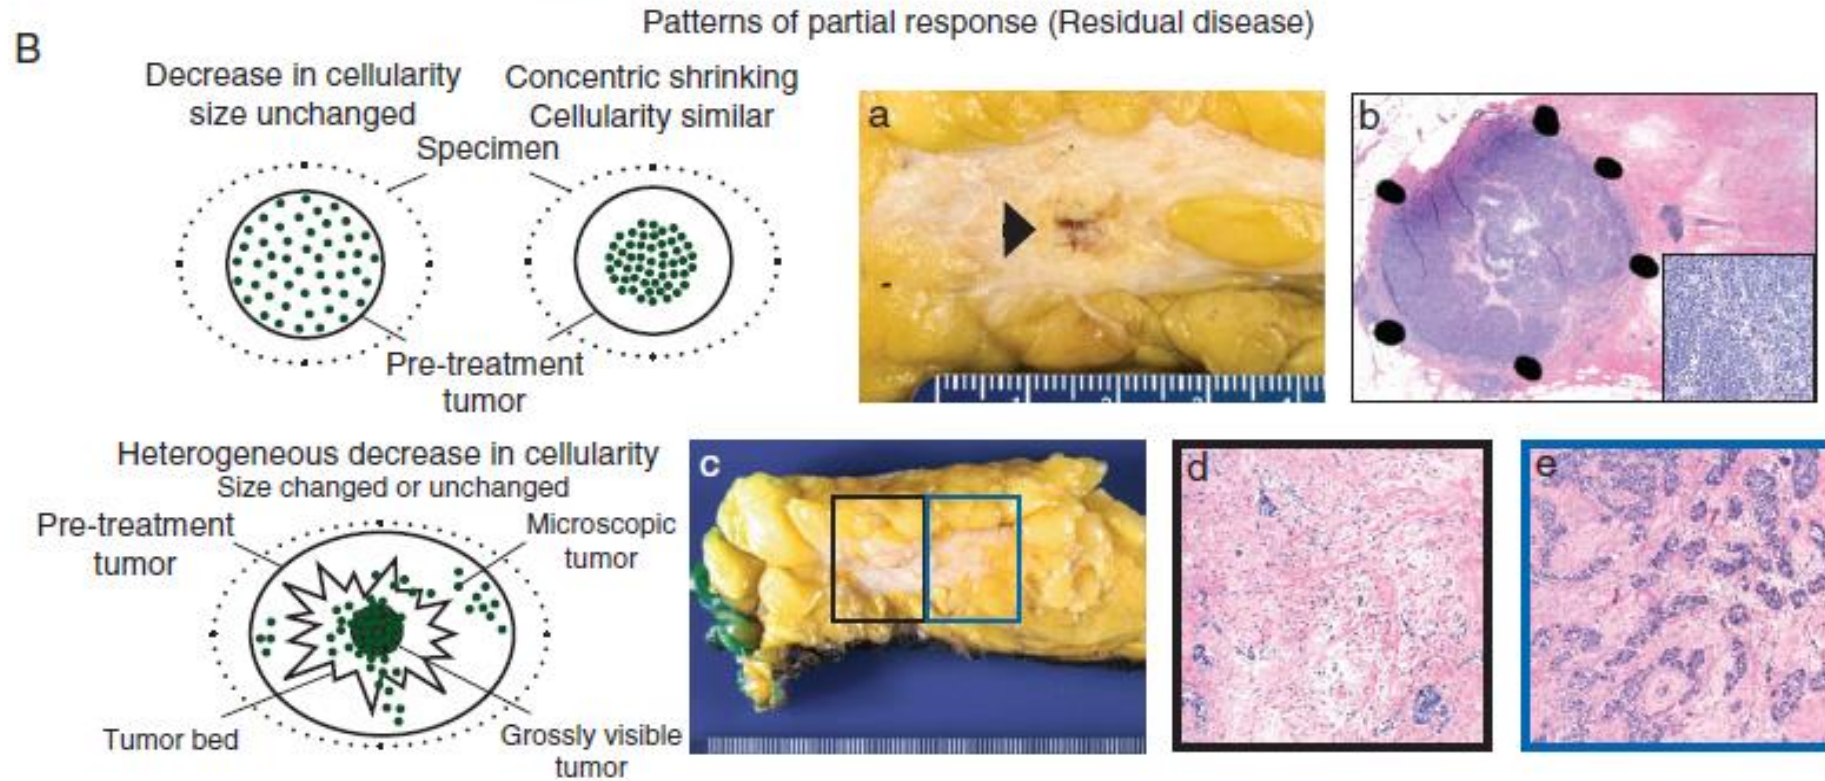 Patterns of partial response (Residual disease)
B
Decrease in cellularity
size unchanged
Concentric shrinking
Cellularity similar
Specimen
Pre-treatment
tumor
a
b
Heterogeneous decrease in cellularity
Size changed or unchanged
Pre-treatment
tumor
Microscopic
tumor
Tumor bed
Grossly visible
tumor
c
d
e